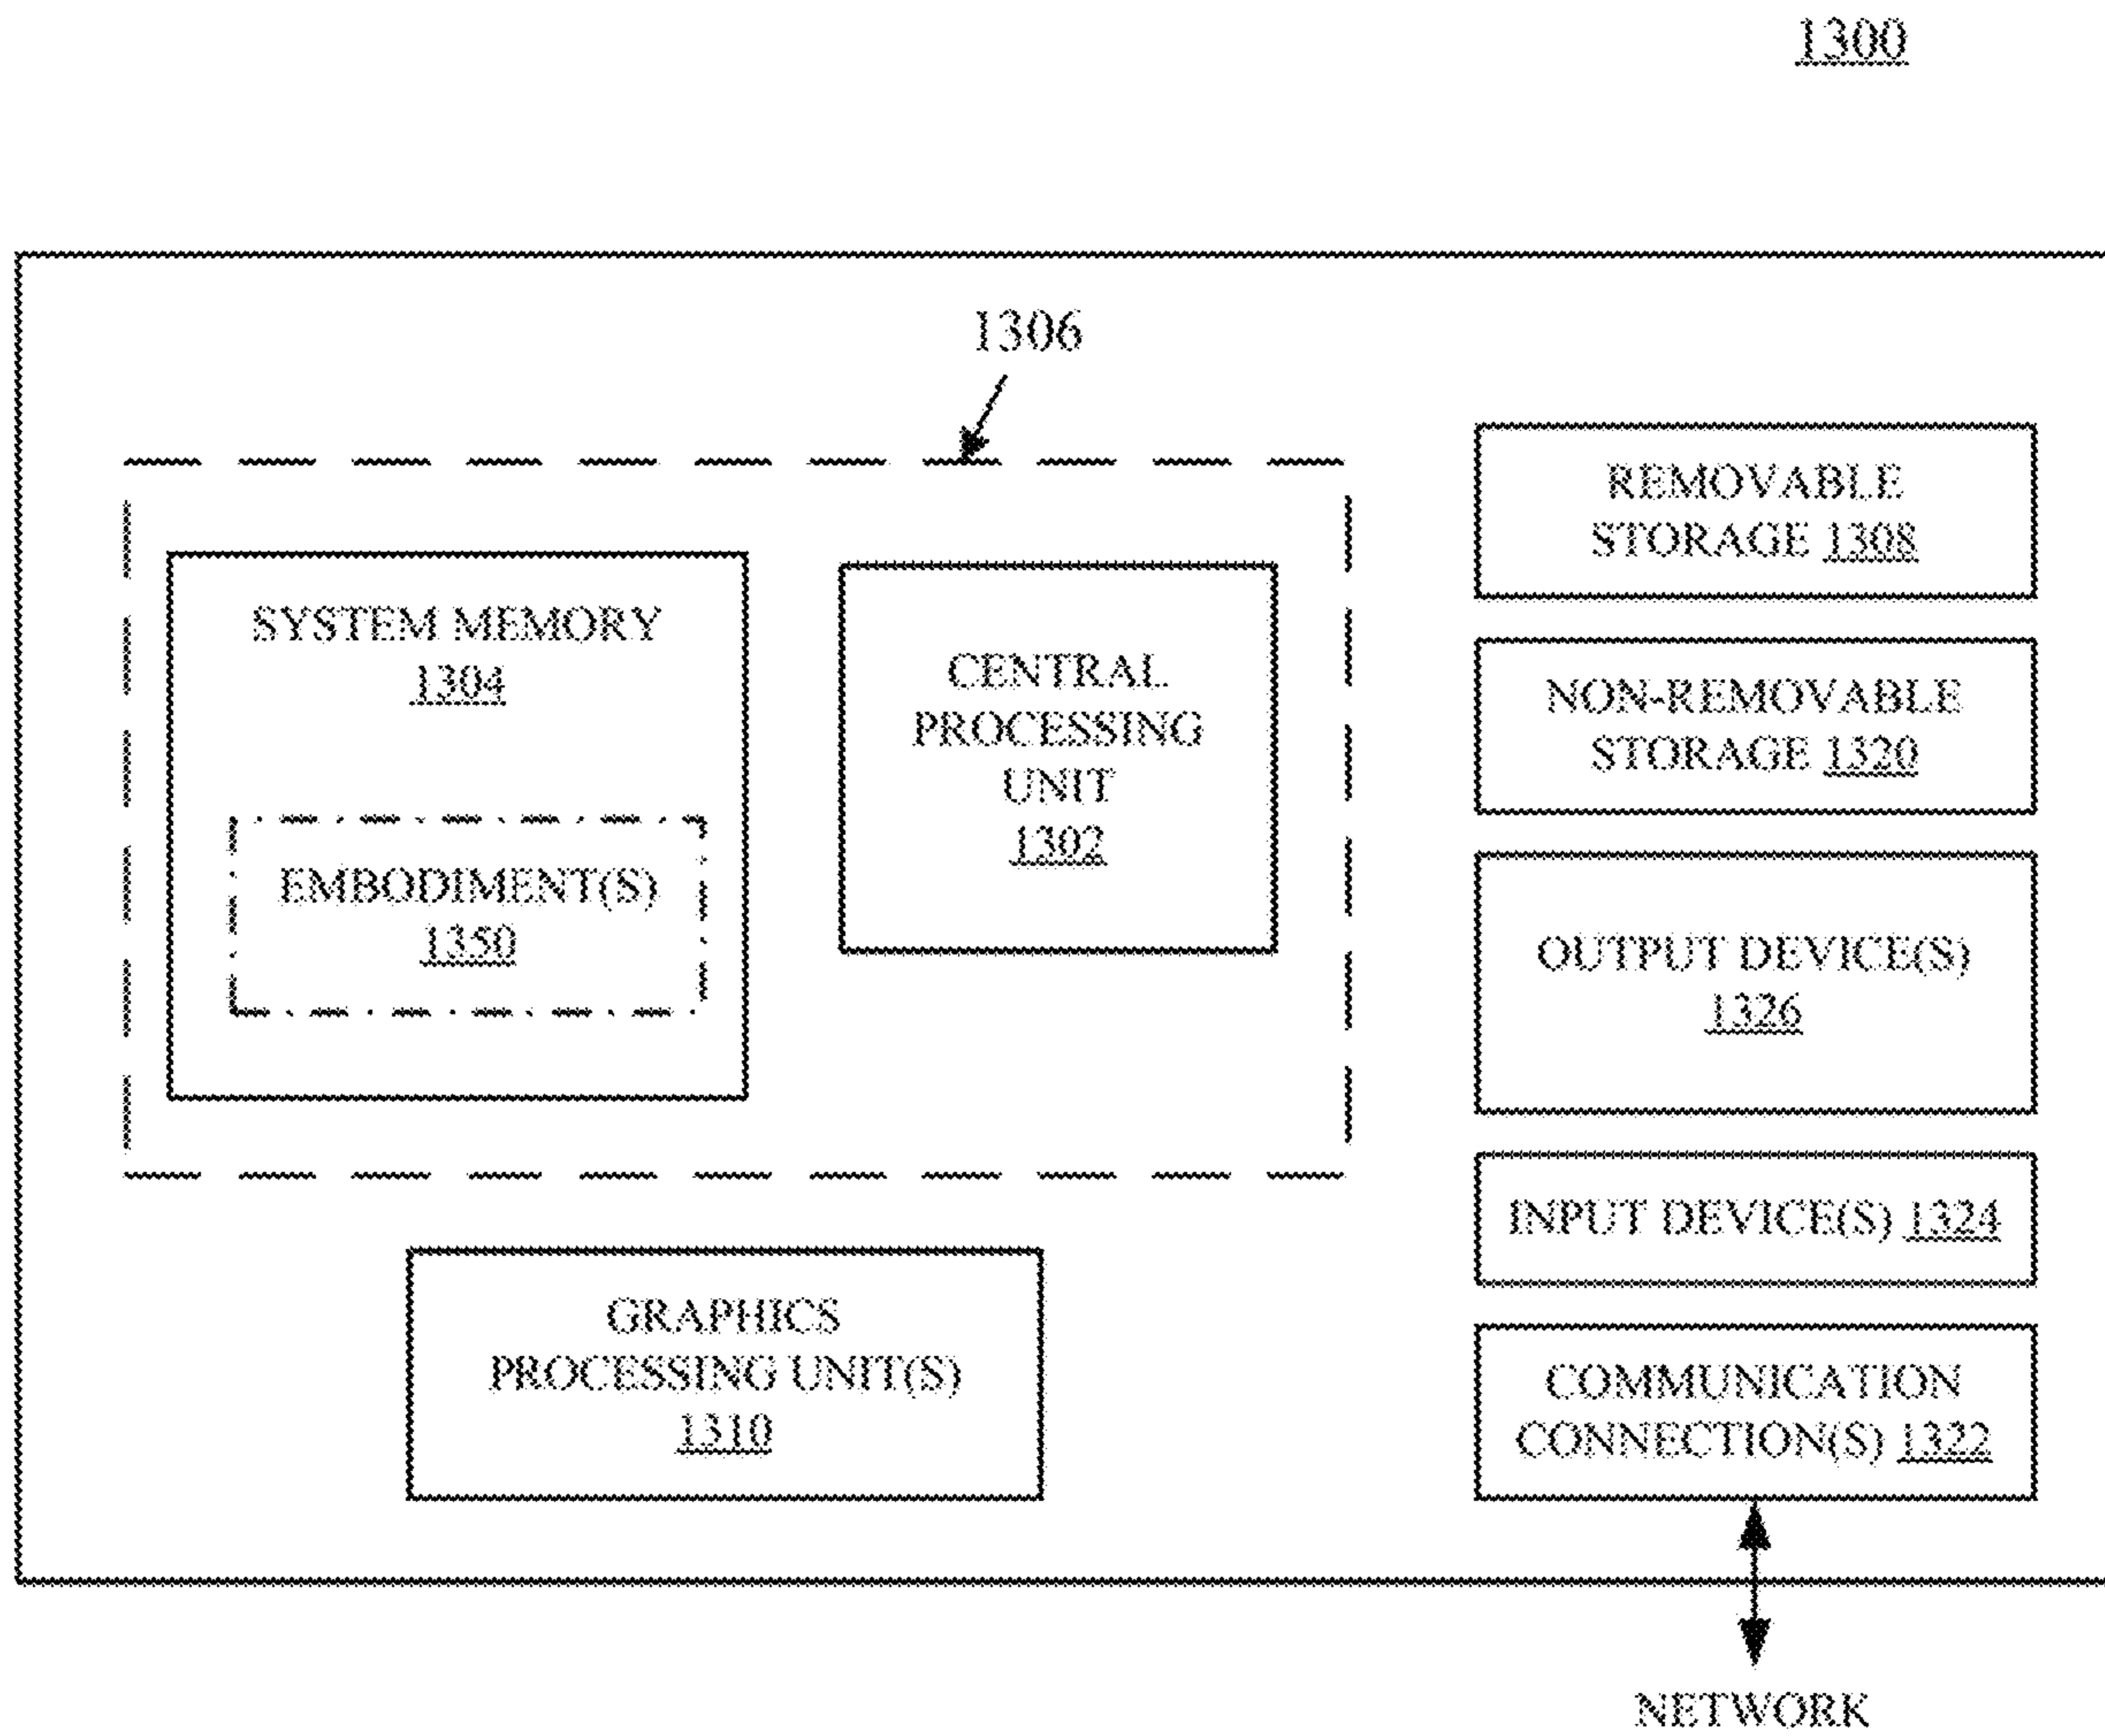 1300
1306
SYSTEM MEMORY
1304
EMBODIMENT(S)
1350
CENTRAL
PROCESSING
UNIT
1302
GRAPHICS
PROCESSING UNIT(S)
1310
REMOVABLE
STORAGE 1308
NON-REMOVABLE
STORAGE 1320
OUTPUT DEVICE(S)
1326
INPUT DEVICE(S) 1324
COMMUNICATION
CONNECTION(S) 1322
NETWORK